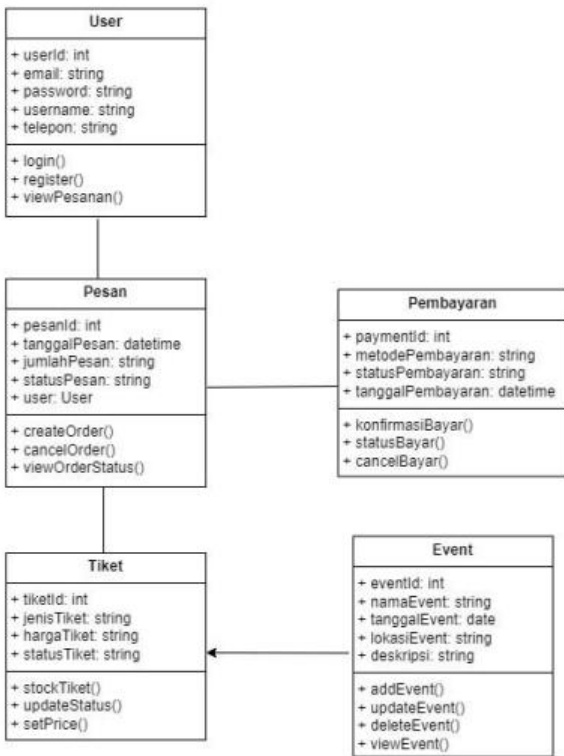 User
+ userId: int
+ email: string
+ password: string
+ username: string
+ telepon: string
+ login()
+ register()
+ viewPesanan()
Pesan
+ pesanId: int
+ tanggalPesan: datetime
+ jumlahPesan: string
+ statusPesan: string
+ user: User
+ createOrder()
+ cancelOrder()
+ viewOrderStatus()
Pembayaran
+ paymentId: int
+ metodePembayaran: string
+ statusPembayaran: string
+ tanggalPembayaran: datetime
+ konfirmasiBayar()
+ statusBayar()
+ cancelBayar()
Tiket
+ tiketId: int
+ jenisTiket: string
+ hargaTiket: string
+ statusTiket: string
+ stockTiket()
+ updateStatus()
+ setPrice()
Event
+ eventId: int
+ namaEvent: string
+ tanggalEvent: date
+ lokasiEvent: string
+ deskripsi: string
+ addEvent()
+ updateEvent()
+ deleteEvent()
+ viewEvent()